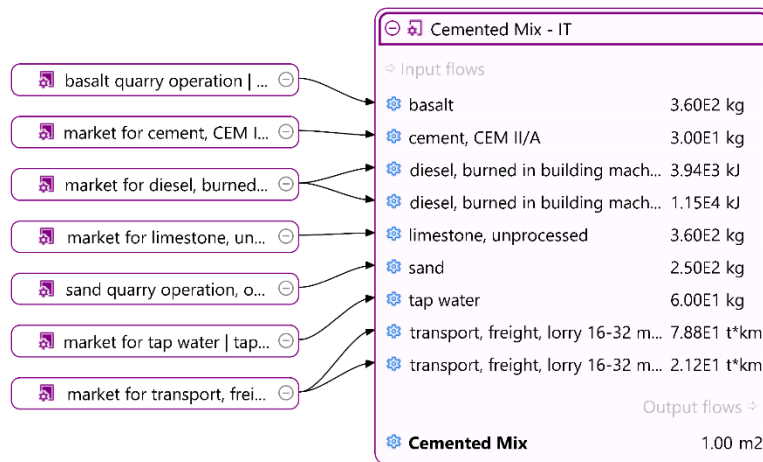 Cemented Mix - IT
Input flows
basalt quarry operation | ...
basalt 3.60E2 kg
market for cement, CEM I...
cement, CEM II/A 3.00E1 kg
market for diesel, burned...
diesel, burned in building mach... 3.94E3 kJ
diesel, burned in building mach... 1.15E4 kJ
market for limestone, un...
limestone, unprocessed 3.60E2 kg
sand quarry operation, o...
sand 2.50E2 kg
market for tap water | tap...
tap water 6.00E1 kg
market for transport, frei...
transport, freight, lorry 16-32 m... 7.88E1 t*km
transport, freight, lorry 16-32 m... 2.12E1 t*km
Output flows
Cemented Mix 1.00 m2